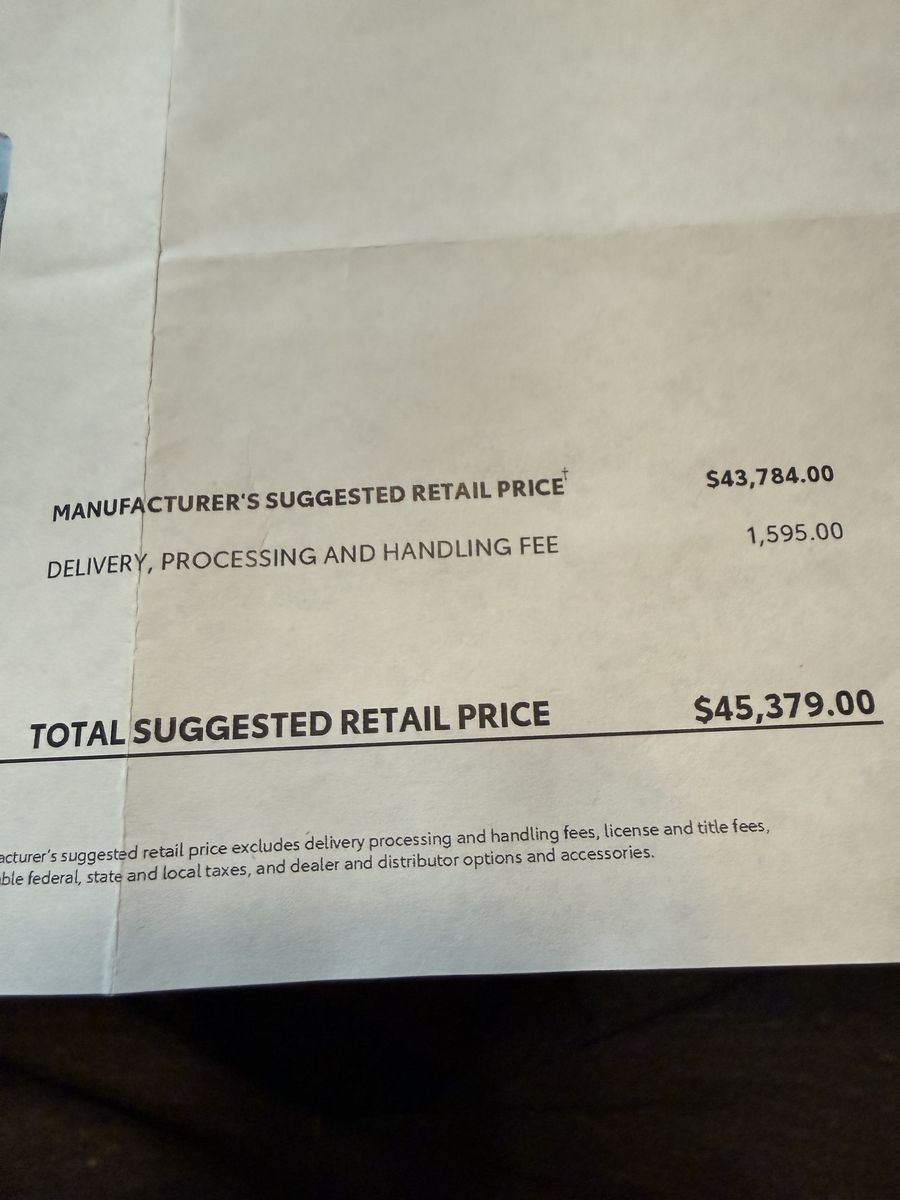 MANUFACTURER'S SUGGESTED RETAIL PRICE† $43,784.00
DELIVERY, PROCESSING AND HANDLING FEE 1,595.00
TOTAL SUGGESTED RETAIL PRICE $45,379.00
acturer's suggested retail price excludes delivery processing and handling fees, license and title fees,
ble federal, state and local taxes, and dealer and distributor options and accessories.